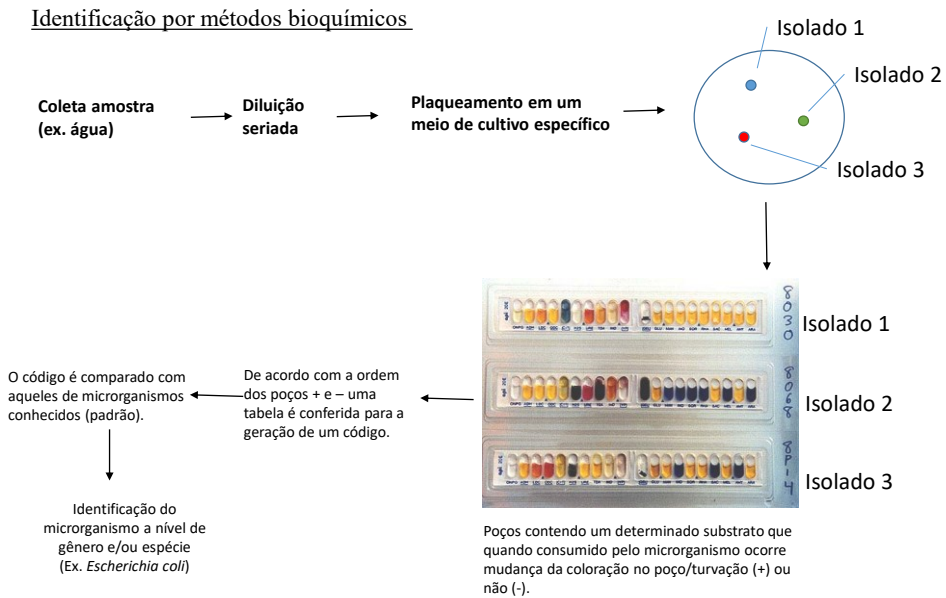 Identificação por métodos bioquímicos
Isolado 1
Isolado 2
Isolado 3
Coleta amostra
(ex. água)
Diluição
seriada
Plaqueamento em um
meio de cultivo específico
8030
Isolado 1
8068
Isolado 2
8P-14
Isolado 3
Poços contendo um determinado substrato que
quando consumido pelo microrganismo ocorre
mudança da coloração no poço/turvação (+) ou
não (-).
De acordo com a ordem
dos poços + e – uma
tabela é conferida para a
geração de um código.
O código é comparado com
aqueles de microrganismos
conhecidos (padrão).
Identificação do
microrganismo a nível de
gênero e/ou espécie
(Ex. Escherichia coli)